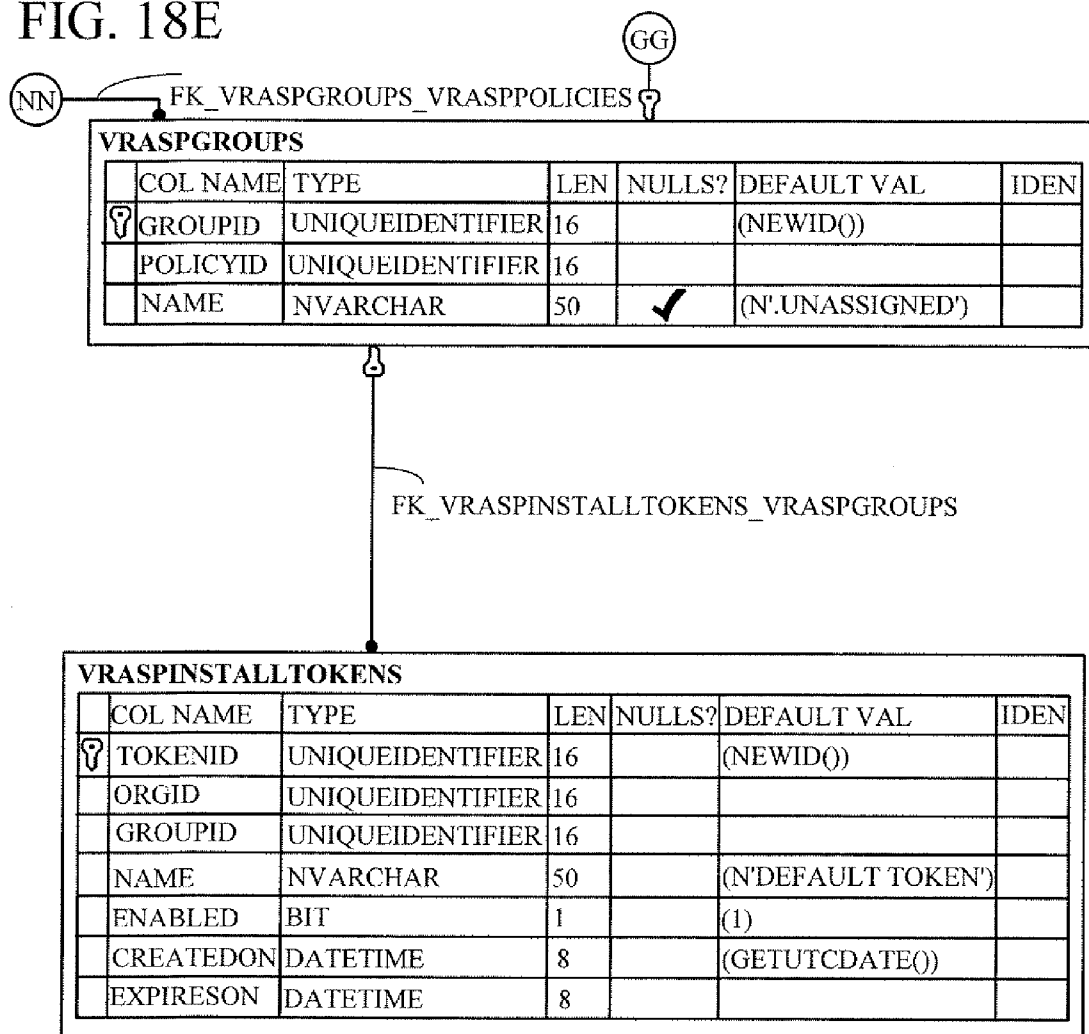 FIG. 18E
GG
NN
FK_VRASPGROUPS_VRASPPOLICIES
VRASPGROUPS
COL NAME TYPE LEN NULLS? DEFAULT VAL IDEN
GROUPID UNIQUEIDENTIFIER 16 (NEWID())
POLICYID UNIQUEIDENTIFIER 16
NAME NVARCHAR 50 ✓ (N'.UNASSIGNED')
FK_VRASPINSTALLTOKENS_VRASPGROUPS
VRASPINSTALLTOKENS
COL NAME TYPE LEN NULLS? DEFAULT VAL IDEN
TOKENID UNIQUEIDENTIFIER 16 (NEWID())
ORGID UNIQUEIDENTIFIER 16
GROUPID UNIQUEIDENTIFIER 16
NAME NVARCHAR 50 (N'DEFAULT TOKEN')
ENABLED BIT 1 (1)
CREATEDON DATETIME 8 (GETUTCDATE())
EXPIRESON DATETIME 8